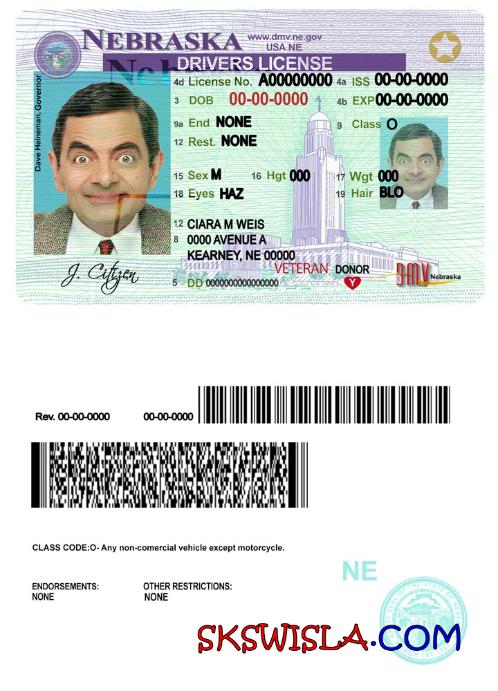 NEBRASKA
www.dmv.ne.gov
USA NE
DRIVERS LICENSE
4d License No. A00000000 4a ISS 00-00-0000
3 DOB 00-00-0000 4b EXP 00-00-0000
9a End NONE 9 Class O
12 Rest. NONE
15 Sex M 16 Hgt 000 17 Wgt 000
18 Eyes HAZ 19 Hair BLO
12 CIARA M WEIS
8 0000 AVENUE A
KEARNEY, NE 00000
VETERAN DONOR
Y
5 DD 0000000000000000
DMV Nebraska
Dave Heineman, Governor
J. Citizen
Rev. 00-00-0000 00-00-0000
CLASS CODE:O- Any non-comercial vehicle except motorcycle.
ENDORSEMENTS: OTHER RESTRICTIONS:
NONE NONE
NE
SKSWISLA.COM